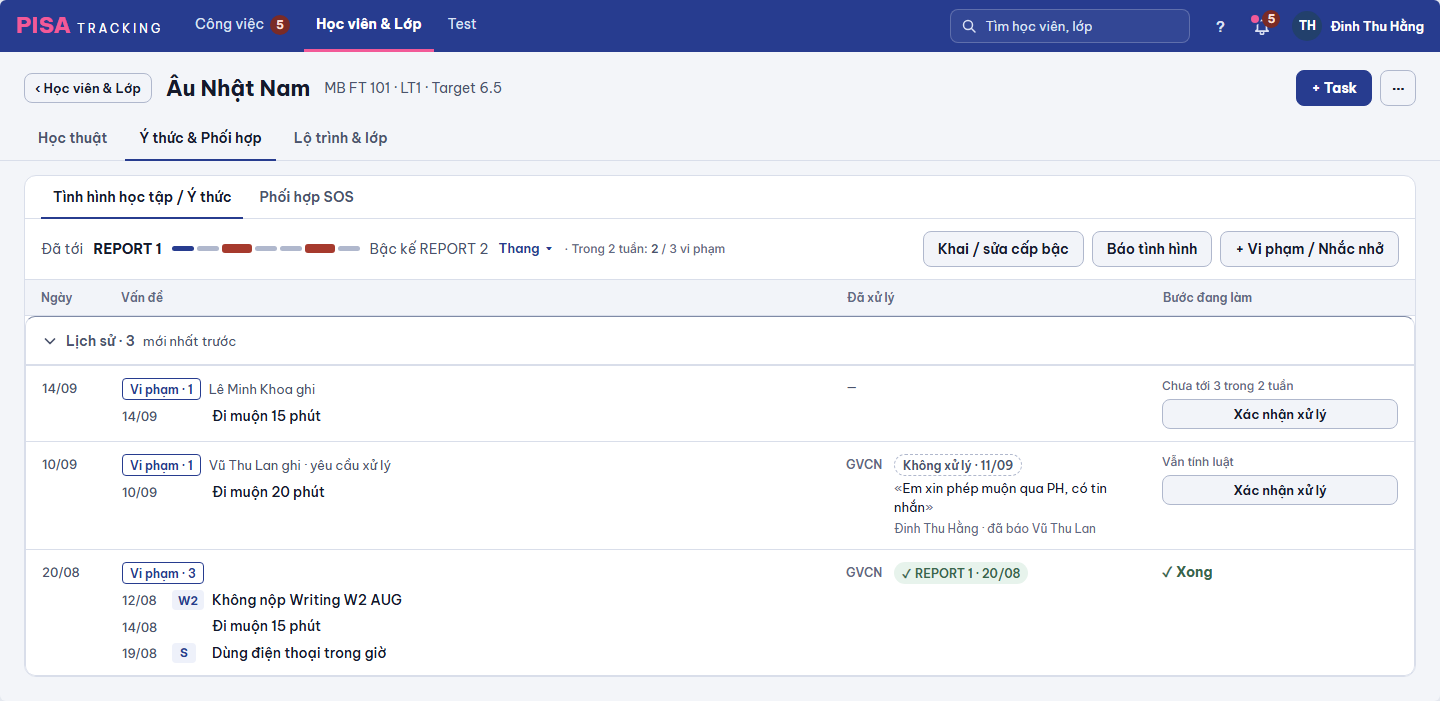 PISA TRACKING
Công việc 5
Học viên & Lớp
Test
Tìm học viên, lớp
?
5
TH
Đinh Thu Hằng
‹ Học viên & Lớp
Âu Nhật Nam
MB FT 101 · LT1 · Target 6.5
+ Task
···
Học thuật
Ý thức & Phối hợp
Lộ trình & lớp
Tình hình học tập / Ý thức
Phối hợp SOS
Đã tới REPORT 1
Bậc kế REPORT 2
Thang
· Trong 2 tuần: 2 / 3 vi phạm
Khai / sửa cấp bậc
Báo tình hình
+ Vi phạm / Nhắc nhở
Ngày
Vấn đề
Đã xử lý
Bước đang làm
Lịch sử · 3 mới nhất trước
14/09
Vi phạm · 1
Lê Minh Khoa ghi
14/09
Đi muộn 15 phút
—
Chưa tới 3 trong 2 tuần
Xác nhận xử lý
10/09
Vi phạm · 1
Vũ Thu Lan ghi · yêu cầu xử lý
10/09
Đi muộn 20 phút
GVCN
Không xử lý · 11/09
«Em xin phép muộn qua PH, có tin
nhắn»
Đinh Thu Hằng · đã báo Vũ Thu Lan
Vẫn tính luật
Xác nhận xử lý
20/08
Vi phạm · 3
12/08
W2
Không nộp Writing W2 AUG
14/08
Đi muộn 15 phút
19/08
S
Dùng điện thoại trong giờ
GVCN
✓ REPORT 1 · 20/08
✓ Xong